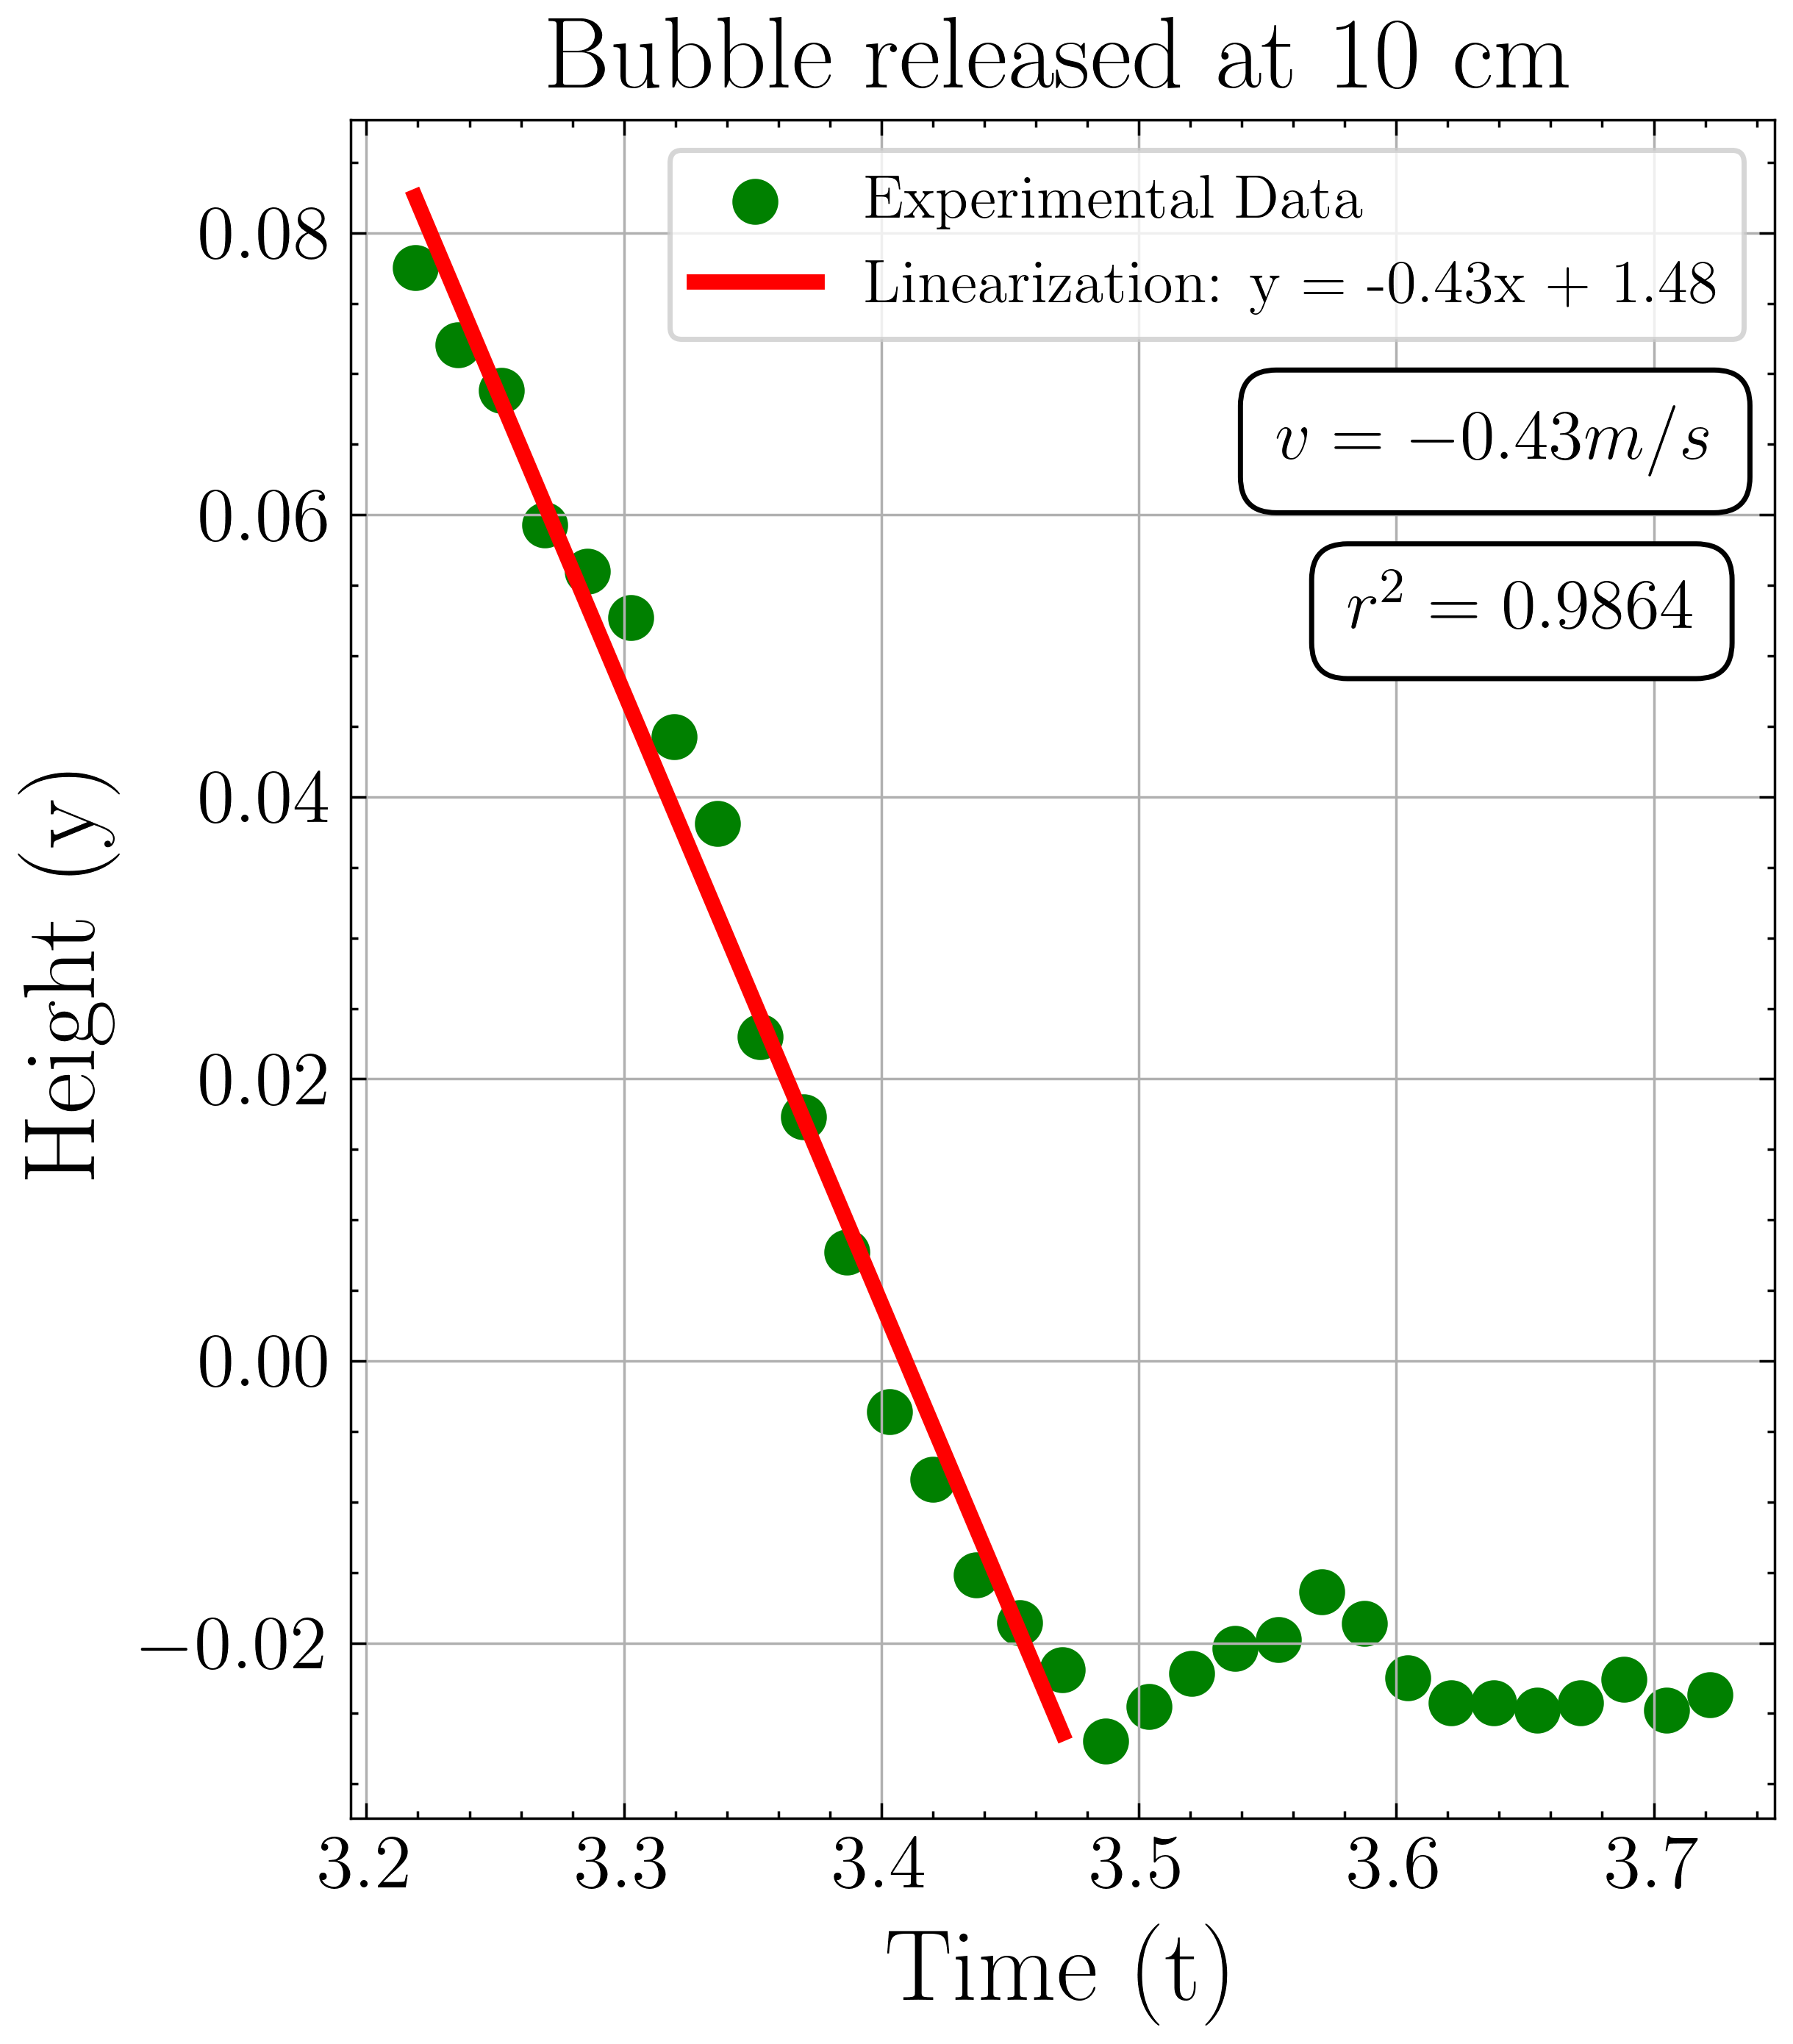 Bubble released at 10 cm
Experimental Data
Linearization: y = -0.43x + 1.48
v = −0.43m/s
r² = 0.9864
Height (y)
0.08
0.06
0.04
0.02
0.00
−0.02
3.2 3.3 3.4 3.5 3.6 3.7
Time (t)